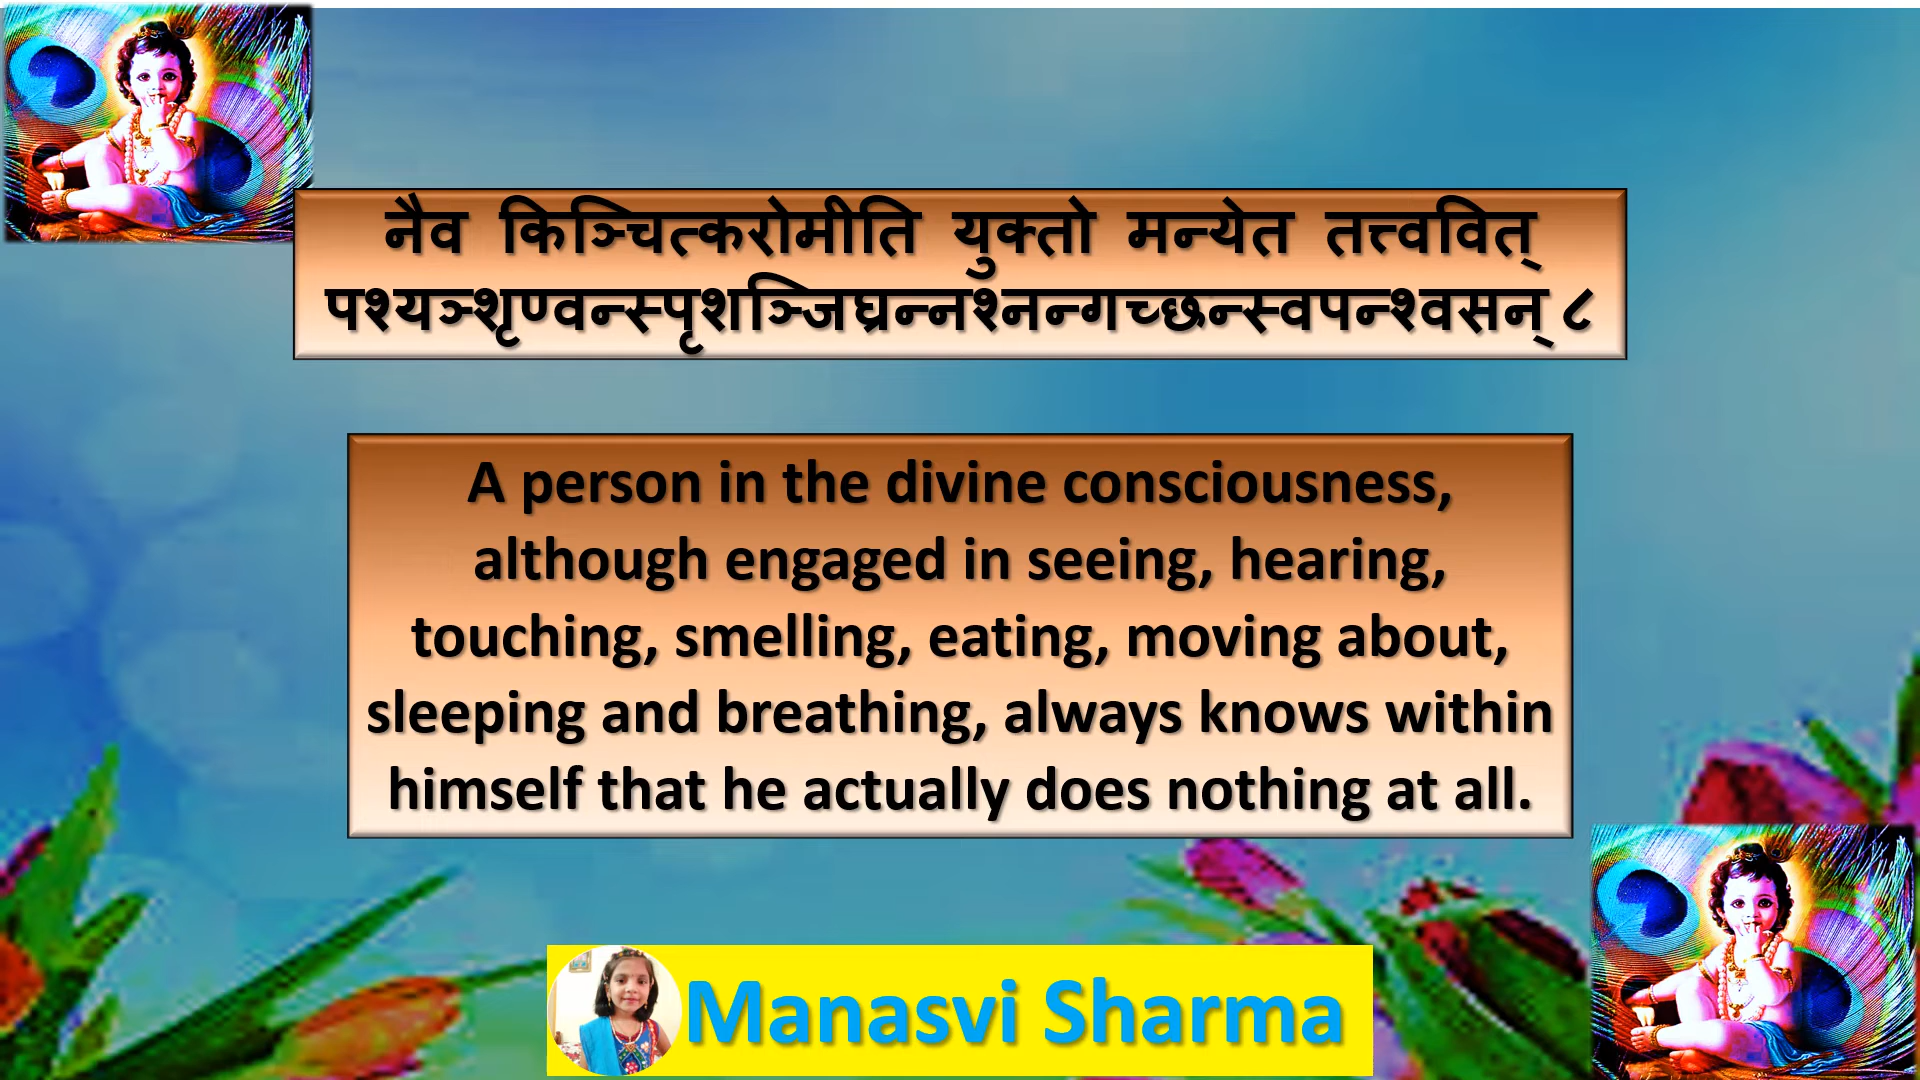 नैव किञ्चित्करोमीति युक्तो मन्येत तत्त्ववित्
पश्यञ्शृण्वन्स्पृशञ्जिघ्रन्नश्नन्गच्छन्स्वपन्श्वसन् ८
A person in the divine consciousness,
although engaged in seeing, hearing,
touching, smelling, eating, moving about,
sleeping and breathing, always knows within
himself that he actually does nothing at all.
Manasvi Sharma